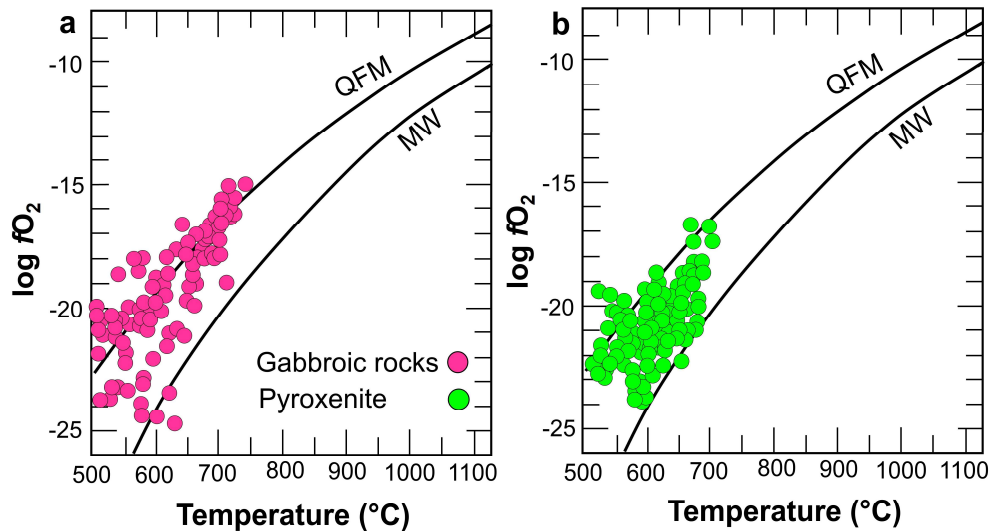 a
QFM
MW
-10
-15
-20
-25
log fO₂
Gabbroic rocks
Pyroxenite
500 600 700 800 900 1000 1100
Temperature (°C)
b
QFM
MW
-10
-15
-20
-25
log fO₂
500 600 700 800 900 1000 1100
Temperature (°C)